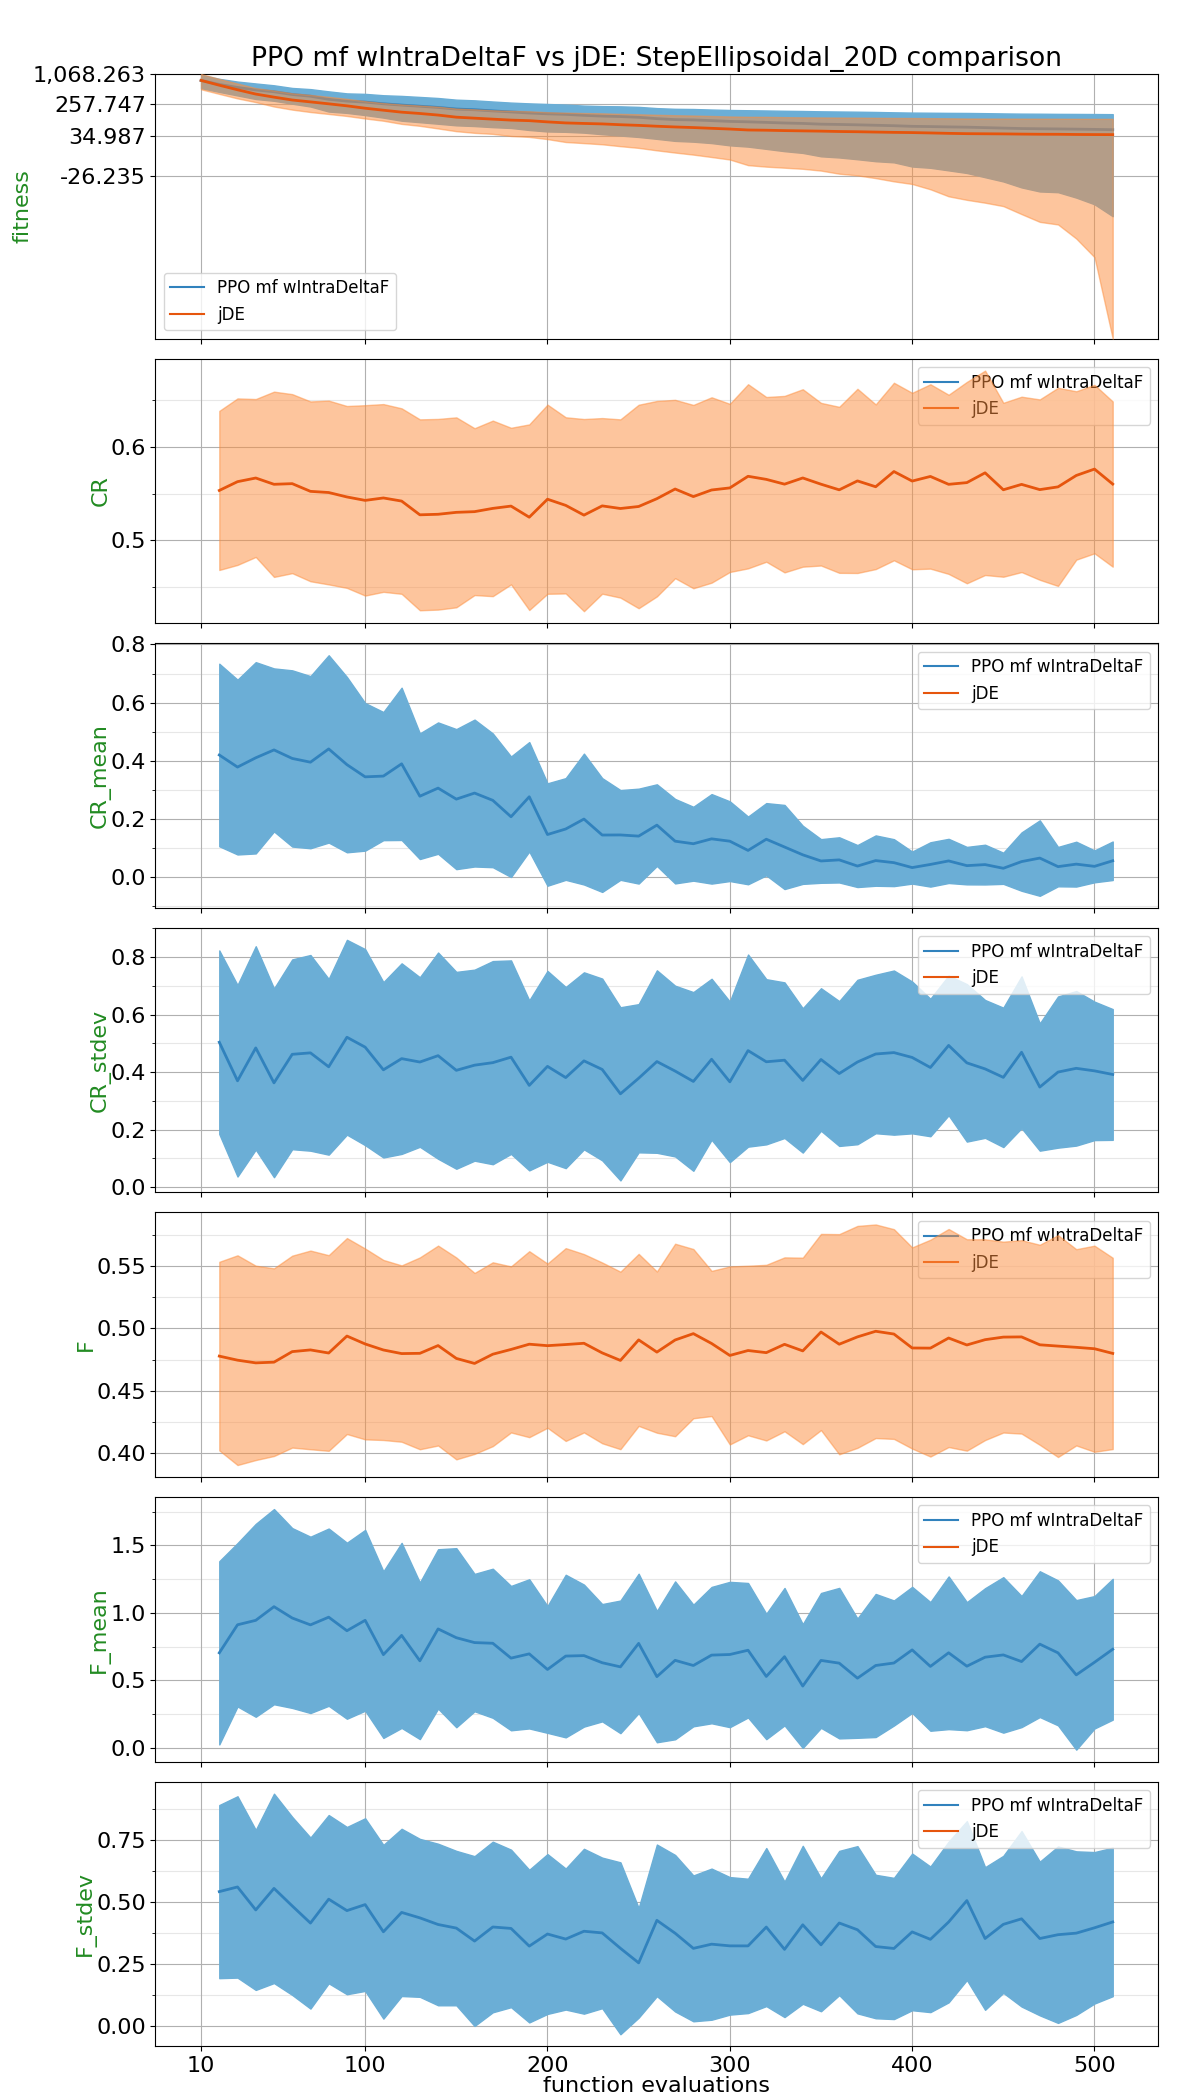 PPO mf wIntraDeltaF vs jDE: StepEllipsoidal_20D comparison
1,068.263
257.747
34.987
-26.235
fitness
PPO mf wIntraDeltaF
jDE
PPO mf wIntraDeltaF
jDE
0.6
0.5
CR
0.8
0.6
0.4
0.2
0.0
CR_mean
PPO mf wIntraDeltaF
jDE
0.8
0.6
0.4
0.2
0.0
CR_stdev
PPO mf wIntraDeltaF
jDE
0.55
0.50
0.45
0.40
F
PPO mf wIntraDeltaF
jDE
1.5
1.0
0.5
0.0
F_mean
PPO mf wIntraDeltaF
jDE
0.75
0.50
0.25
0.00
F_stdev
PPO mf wIntraDeltaF
jDE
10 100 200 300 400 500
function evaluations